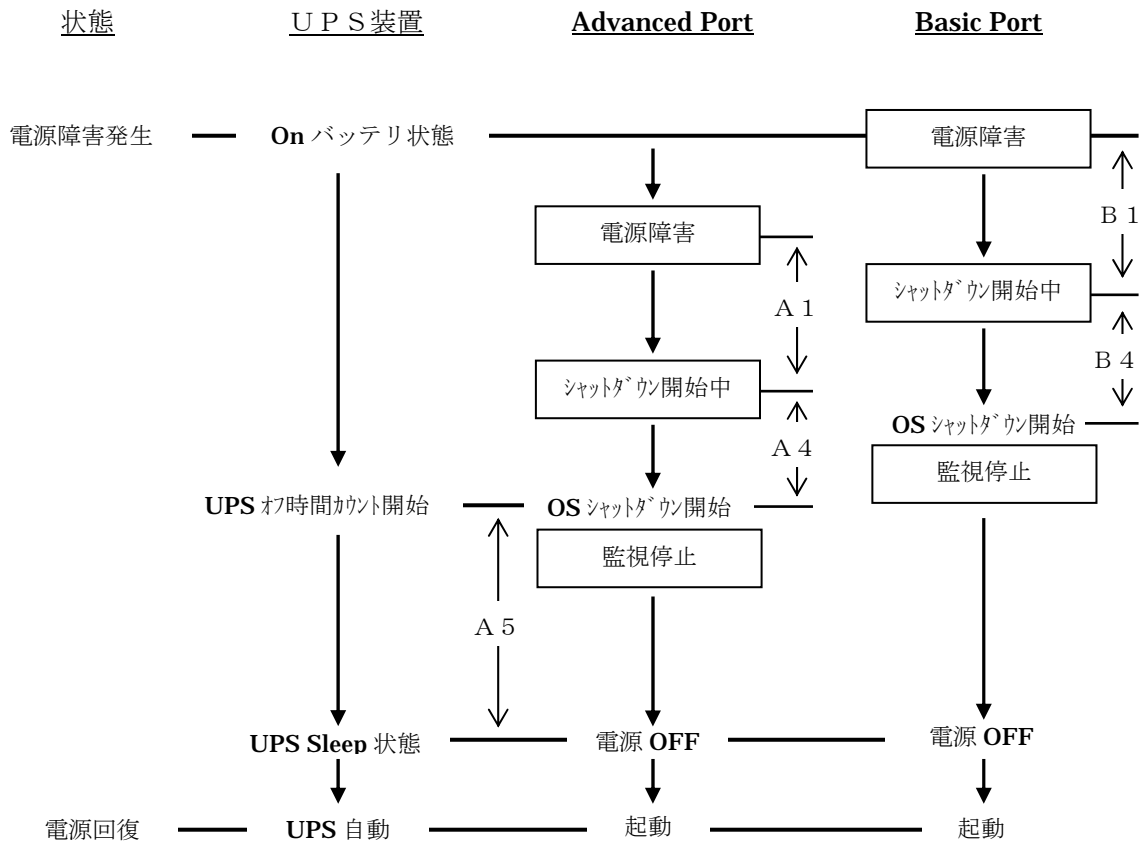 状態 ＵＰＳ装置 Advanced Port Basic Port
電源障害発生 On バッテリ状態 電源障害
Ｂ１
電源障害
ｼｬｯﾄﾀﾞｳﾝ開始中
Ａ１
Ｂ４
ｼｬｯﾄﾀﾞｳﾝ開始中
OS ｼｬｯﾄﾀﾞｳﾝ開始
Ａ４
監視停止
UPS ｵﾌ時間ｶｳﾝﾄ開始 OS ｼｬｯﾄﾀﾞｳﾝ開始
監視停止
Ａ５
UPS Sleep 状態 電源 OFF 電源 OFF
電源回復 UPS 自動 起動 起動